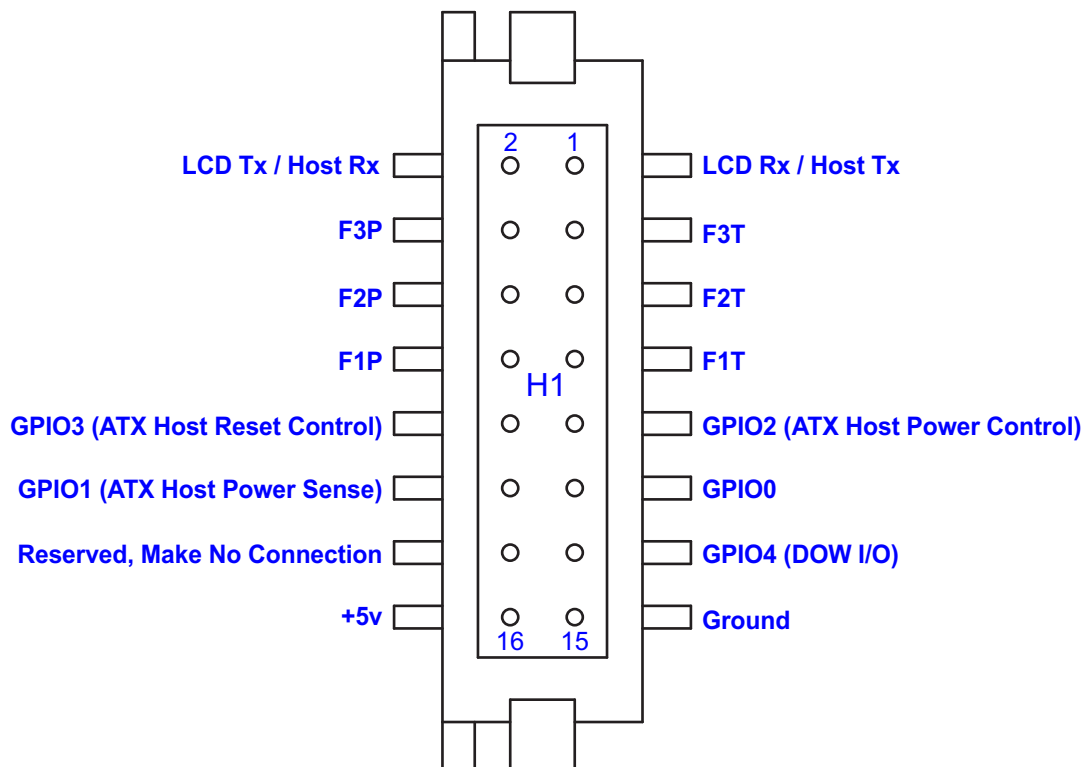 2 1
LCD Tx / Host Rx
LCD Rx / Host Tx
F3P
F3T
F2P
F2T
F1P
F1T
H1
GPIO3 (ATX Host Reset Control)
GPIO2 (ATX Host Power Control)
GPIO1 (ATX Host Power Sense)
GPIO0
Reserved, Make No Connection
GPIO4 (DOW I/O)
+5v
Ground
16 15